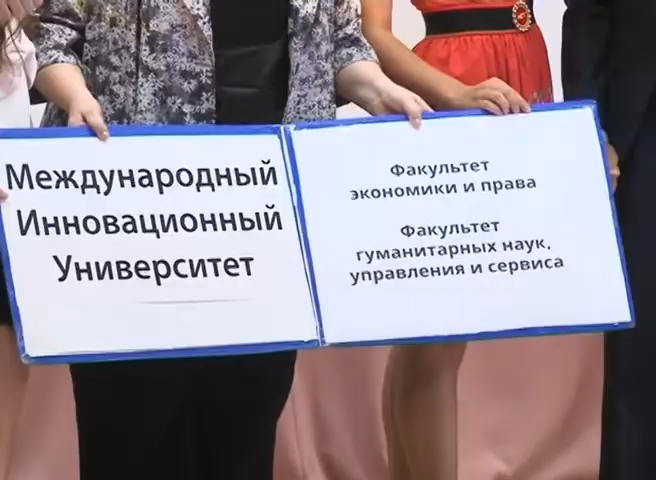 Международный
Инновационный
Университет
Факультет
экономики и права
Факультет
гуманитарных наук,
управления и сервиса